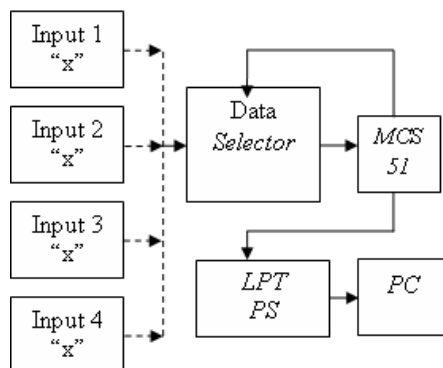 Input 1
“x”
Input 2
“x”
Input 3
“x”
Input 4
“x”
Data
Selector
MCS
51
LPT
PS
PC